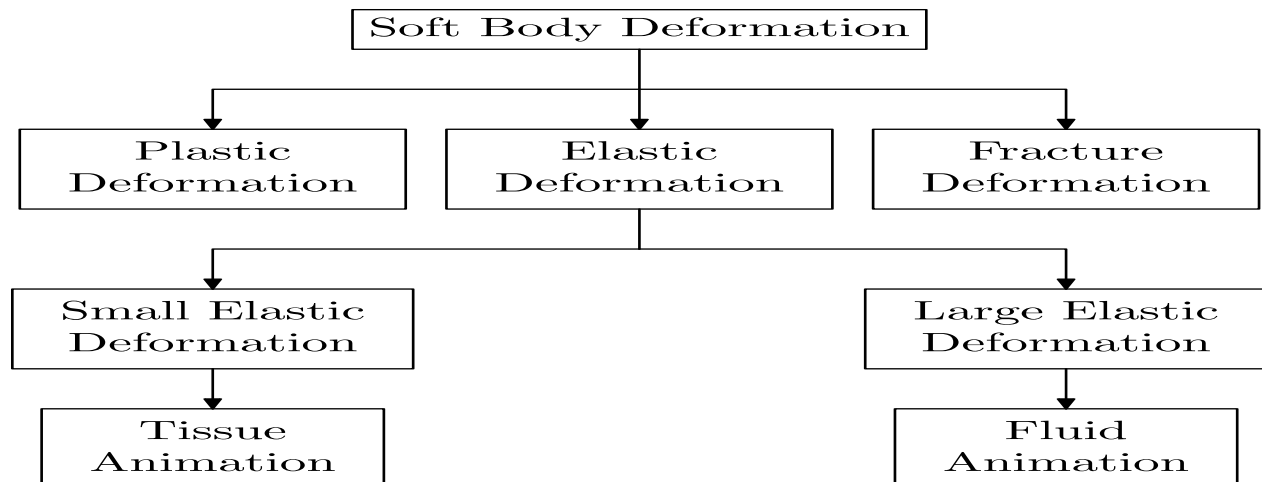 Soft Body Deformation
Plastic
Deformation
Elastic
Deformation
Fracture
Deformation
Small Elastic
Deformation
Large Elastic
Deformation
Tissue
Animation
Fluid
Animation